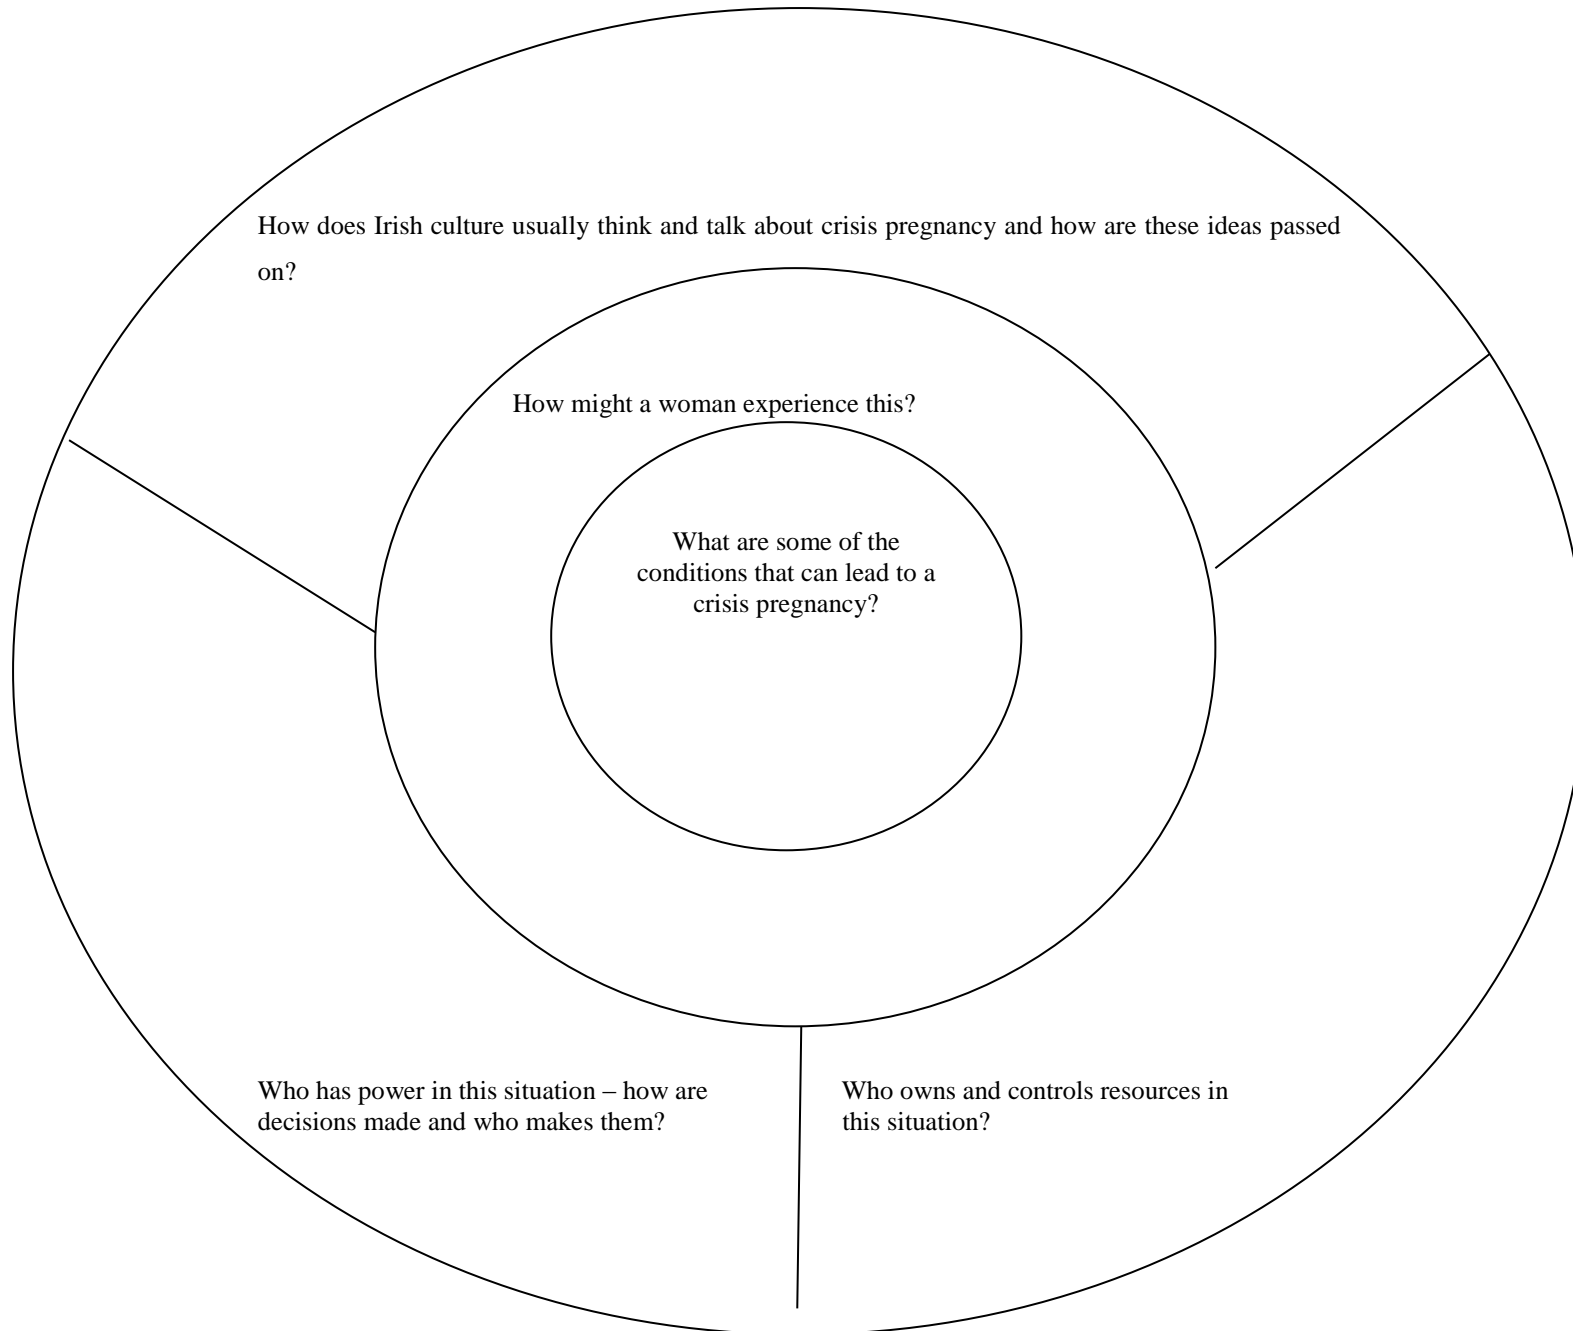 How does Irish culture usually think and talk about crisis pregnancy and how are these ideas passed
on?
How might a woman experience this?
What are some of the
conditions that can lead to a
crisis pregnancy?
Who has power in this situation – how are
decisions made and who makes them?
Who owns and controls resources in
this situation?